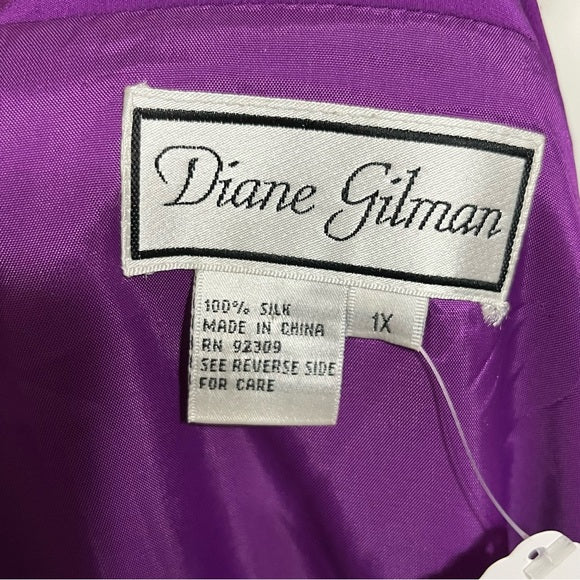 Diane Gilman
100% SILK
MADE IN CHINA
RN 92309
SEE REVERSE SIDE
FOR CARE
1X